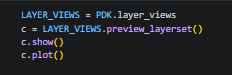 LAYER_VIEWS = PDK.layer_views
c = LAYER_VIEWS.preview_layerset()
c.show()
c.plot()